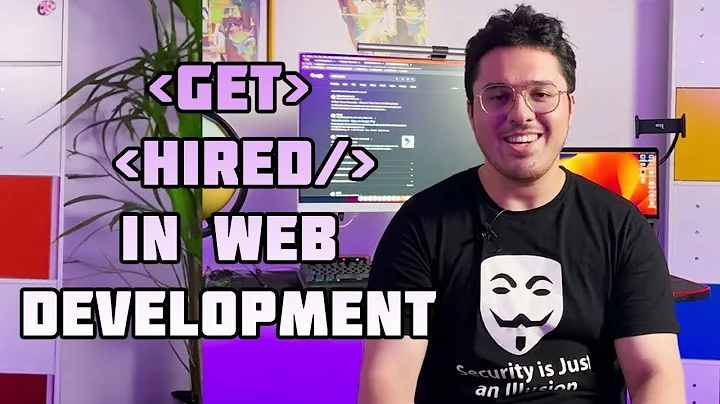 <GET>
<HIRED/>
IN WEB
DEVELOPMENT
Security is Just
an Illusion